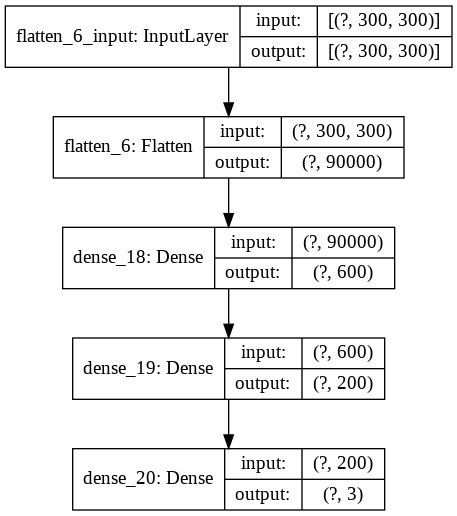 flatten_6_input: InputLayer
input: [(?, 300, 300)]
output: [(?, 300, 300)]
flatten_6: Flatten
input: (?, 300, 300)
output: (?, 90000)
dense_18: Dense
input: (?, 90000)
output: (?, 600)
dense_19: Dense
input: (?, 600)
output: (?, 200)
dense_20: Dense
input: (?, 200)
output: (?, 3)